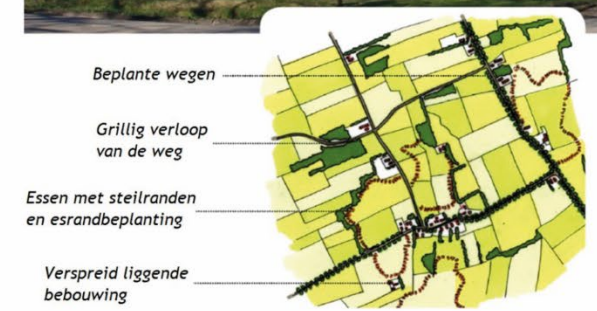 Beplante wegen
Grillig verloop
van de weg
Essen met steilranden
en esrandbeplanting
Verspreid liggende
bebouwing